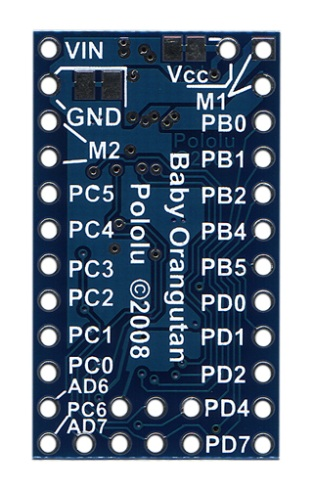 VIN
Vcc
M1
GND
PB0
Pololu
M2
PB1
PC5
PB2
PC4
PB4
PC3
PB5
PC2
PD0
PC1
PD1
PC0
PD2
AD6
PC6
PD4
AD7
PD7
Baby Orangutan
Pololu ©2008